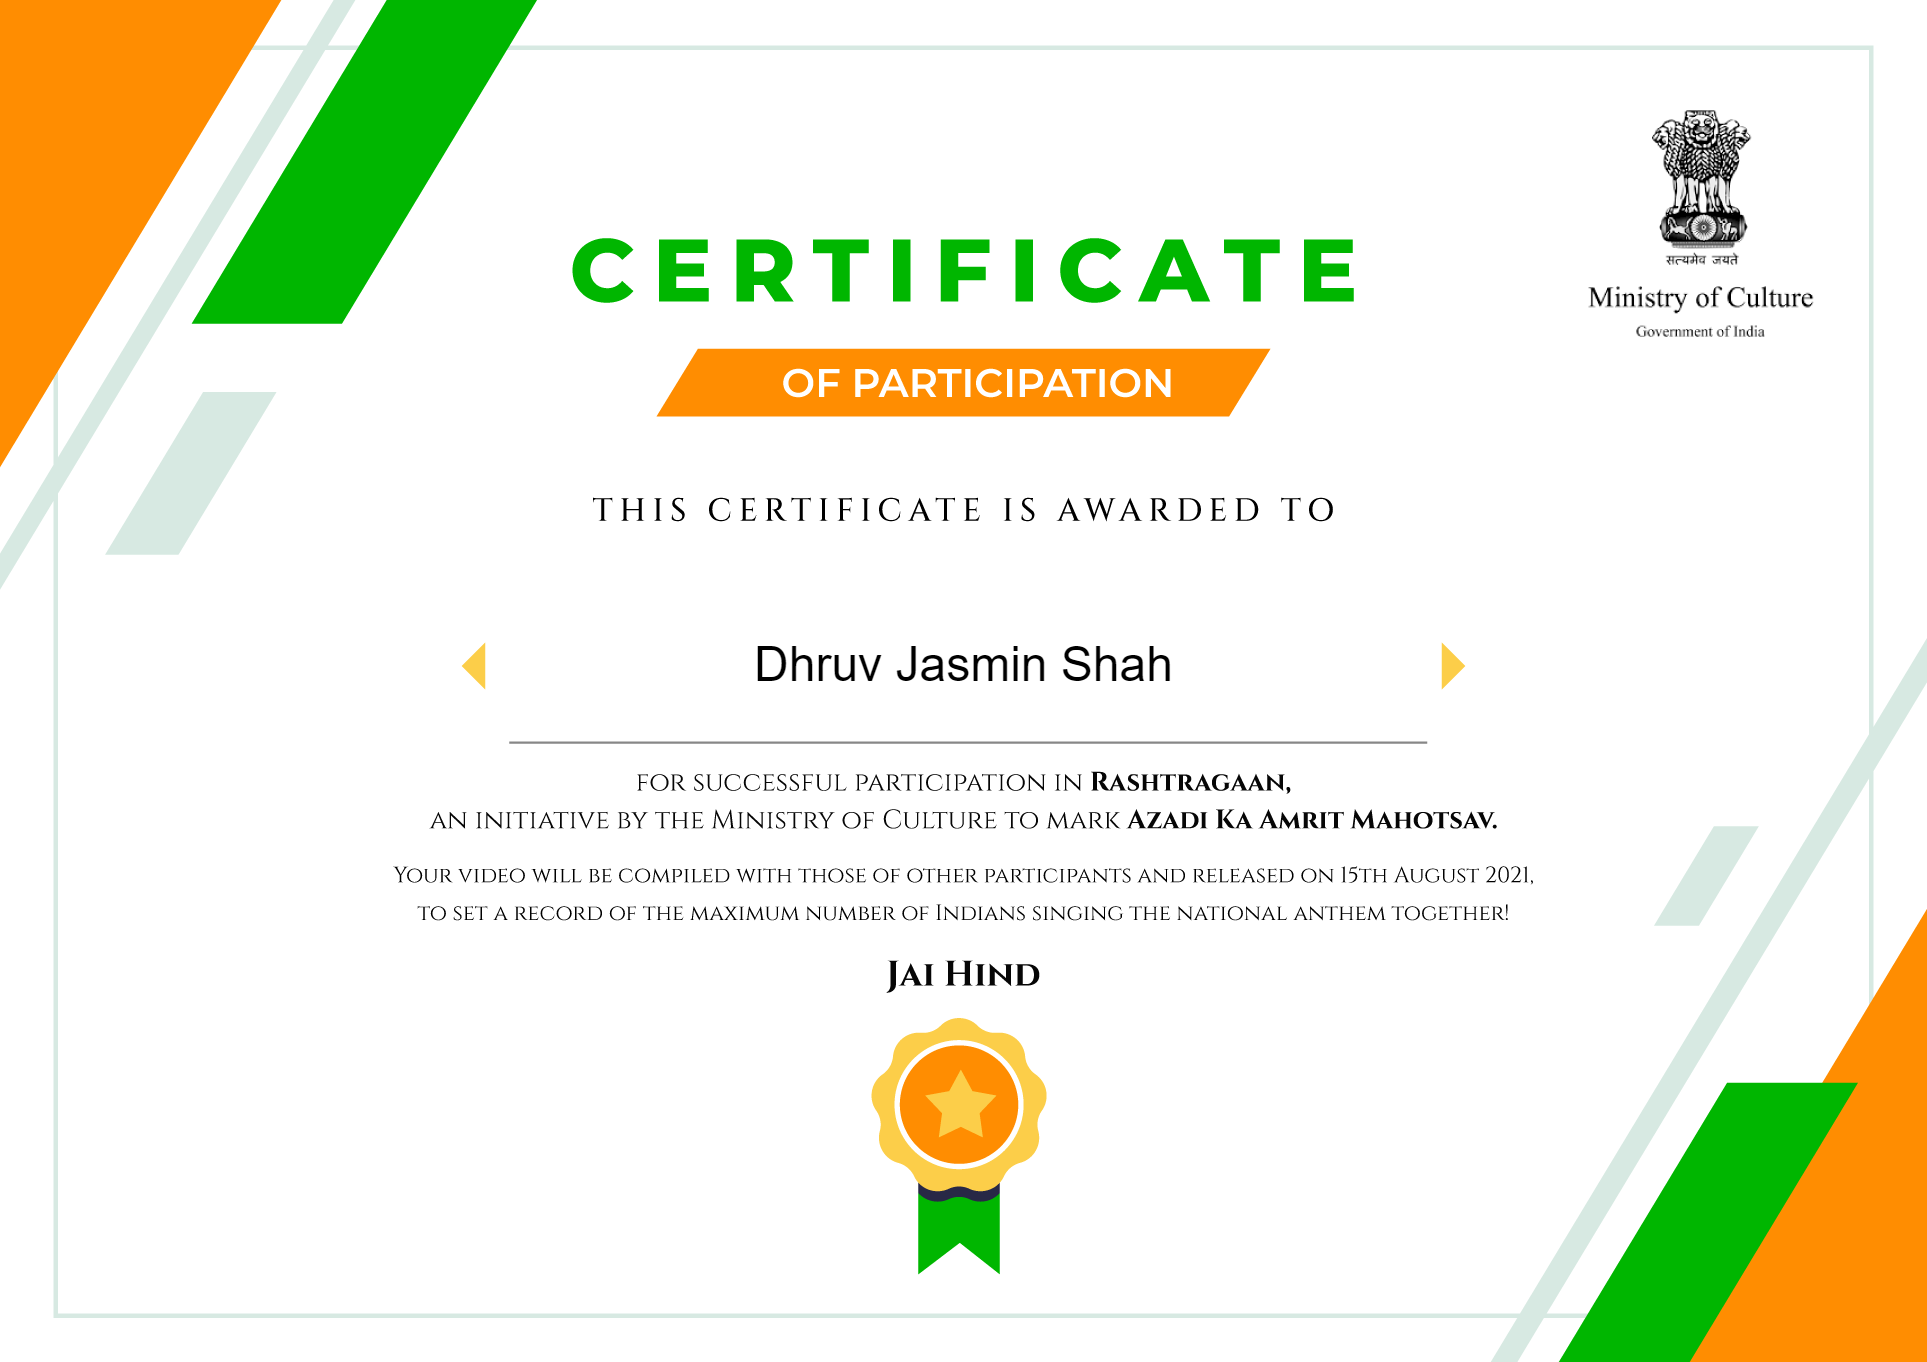 CERTIFICATE
OF PARTICIPATION
सत्यमेव जयते
Ministry of Culture
Government of India
THIS CERTIFICATE IS AWARDED TO
Dhruv Jasmin Shah
for successful participation in Rashtragaan,
an initiative by the Ministry of Culture to mark Azadi Ka Amrit Mahotsav.
Your video will be compiled with those of other participants and released on 15th August 2021,
to set a record of the maximum number of Indians singing the national anthem together!
Jai Hind